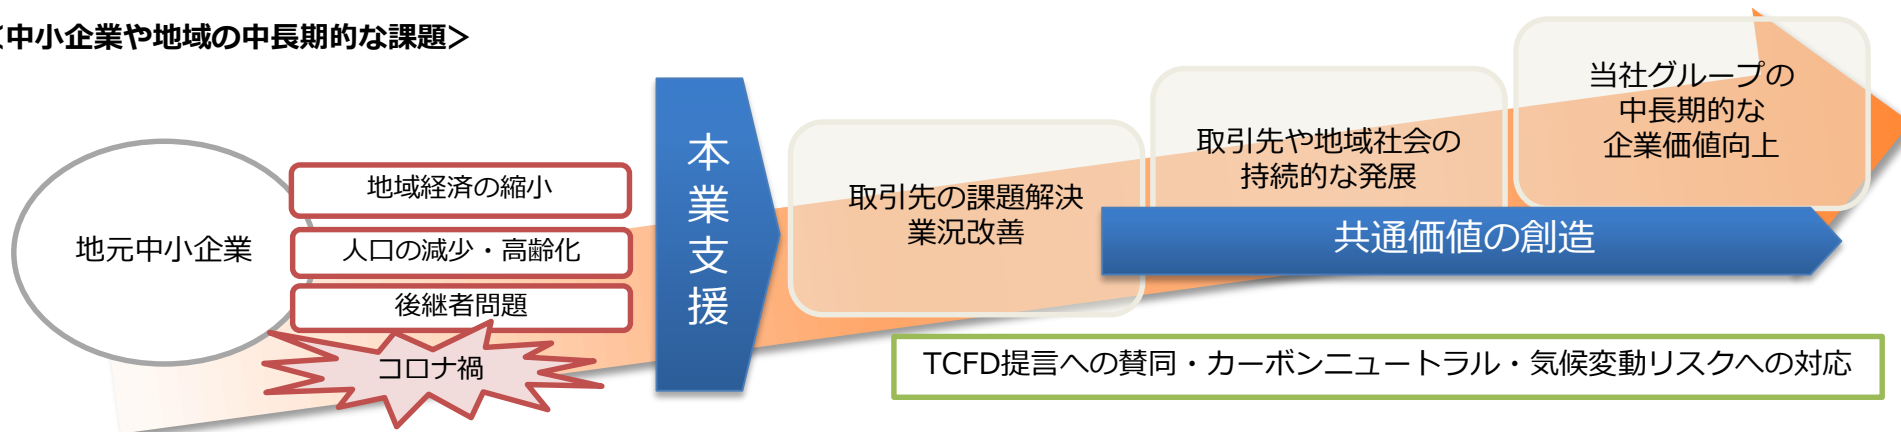 <中小企業や地域の中長期的な課題>
地元中小企業
地域経済の縮小
人口の減少・高齢化
後継者問題
コロナ禍
本業支援
取引先の課題解決
業況改善
取引先や地域社会の
持続的な発展
当社グループの
中長期的な
企業価値向上
共通価値の創造
TCFD提言への賛同・カーボンニュートラル・気候変動リスクへの対応